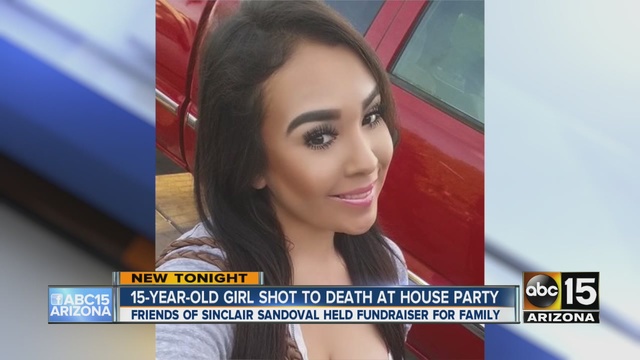 NEW TONIGHT
15-YEAR-OLD GIRL SHOT TO DEATH AT HOUSE PARTY
f ABC15
ARIZONA
FRIENDS OF SINCLAIR SANDOVAL HELD FUNDRAISER FOR FAMILY
abc 15
ARIZONA